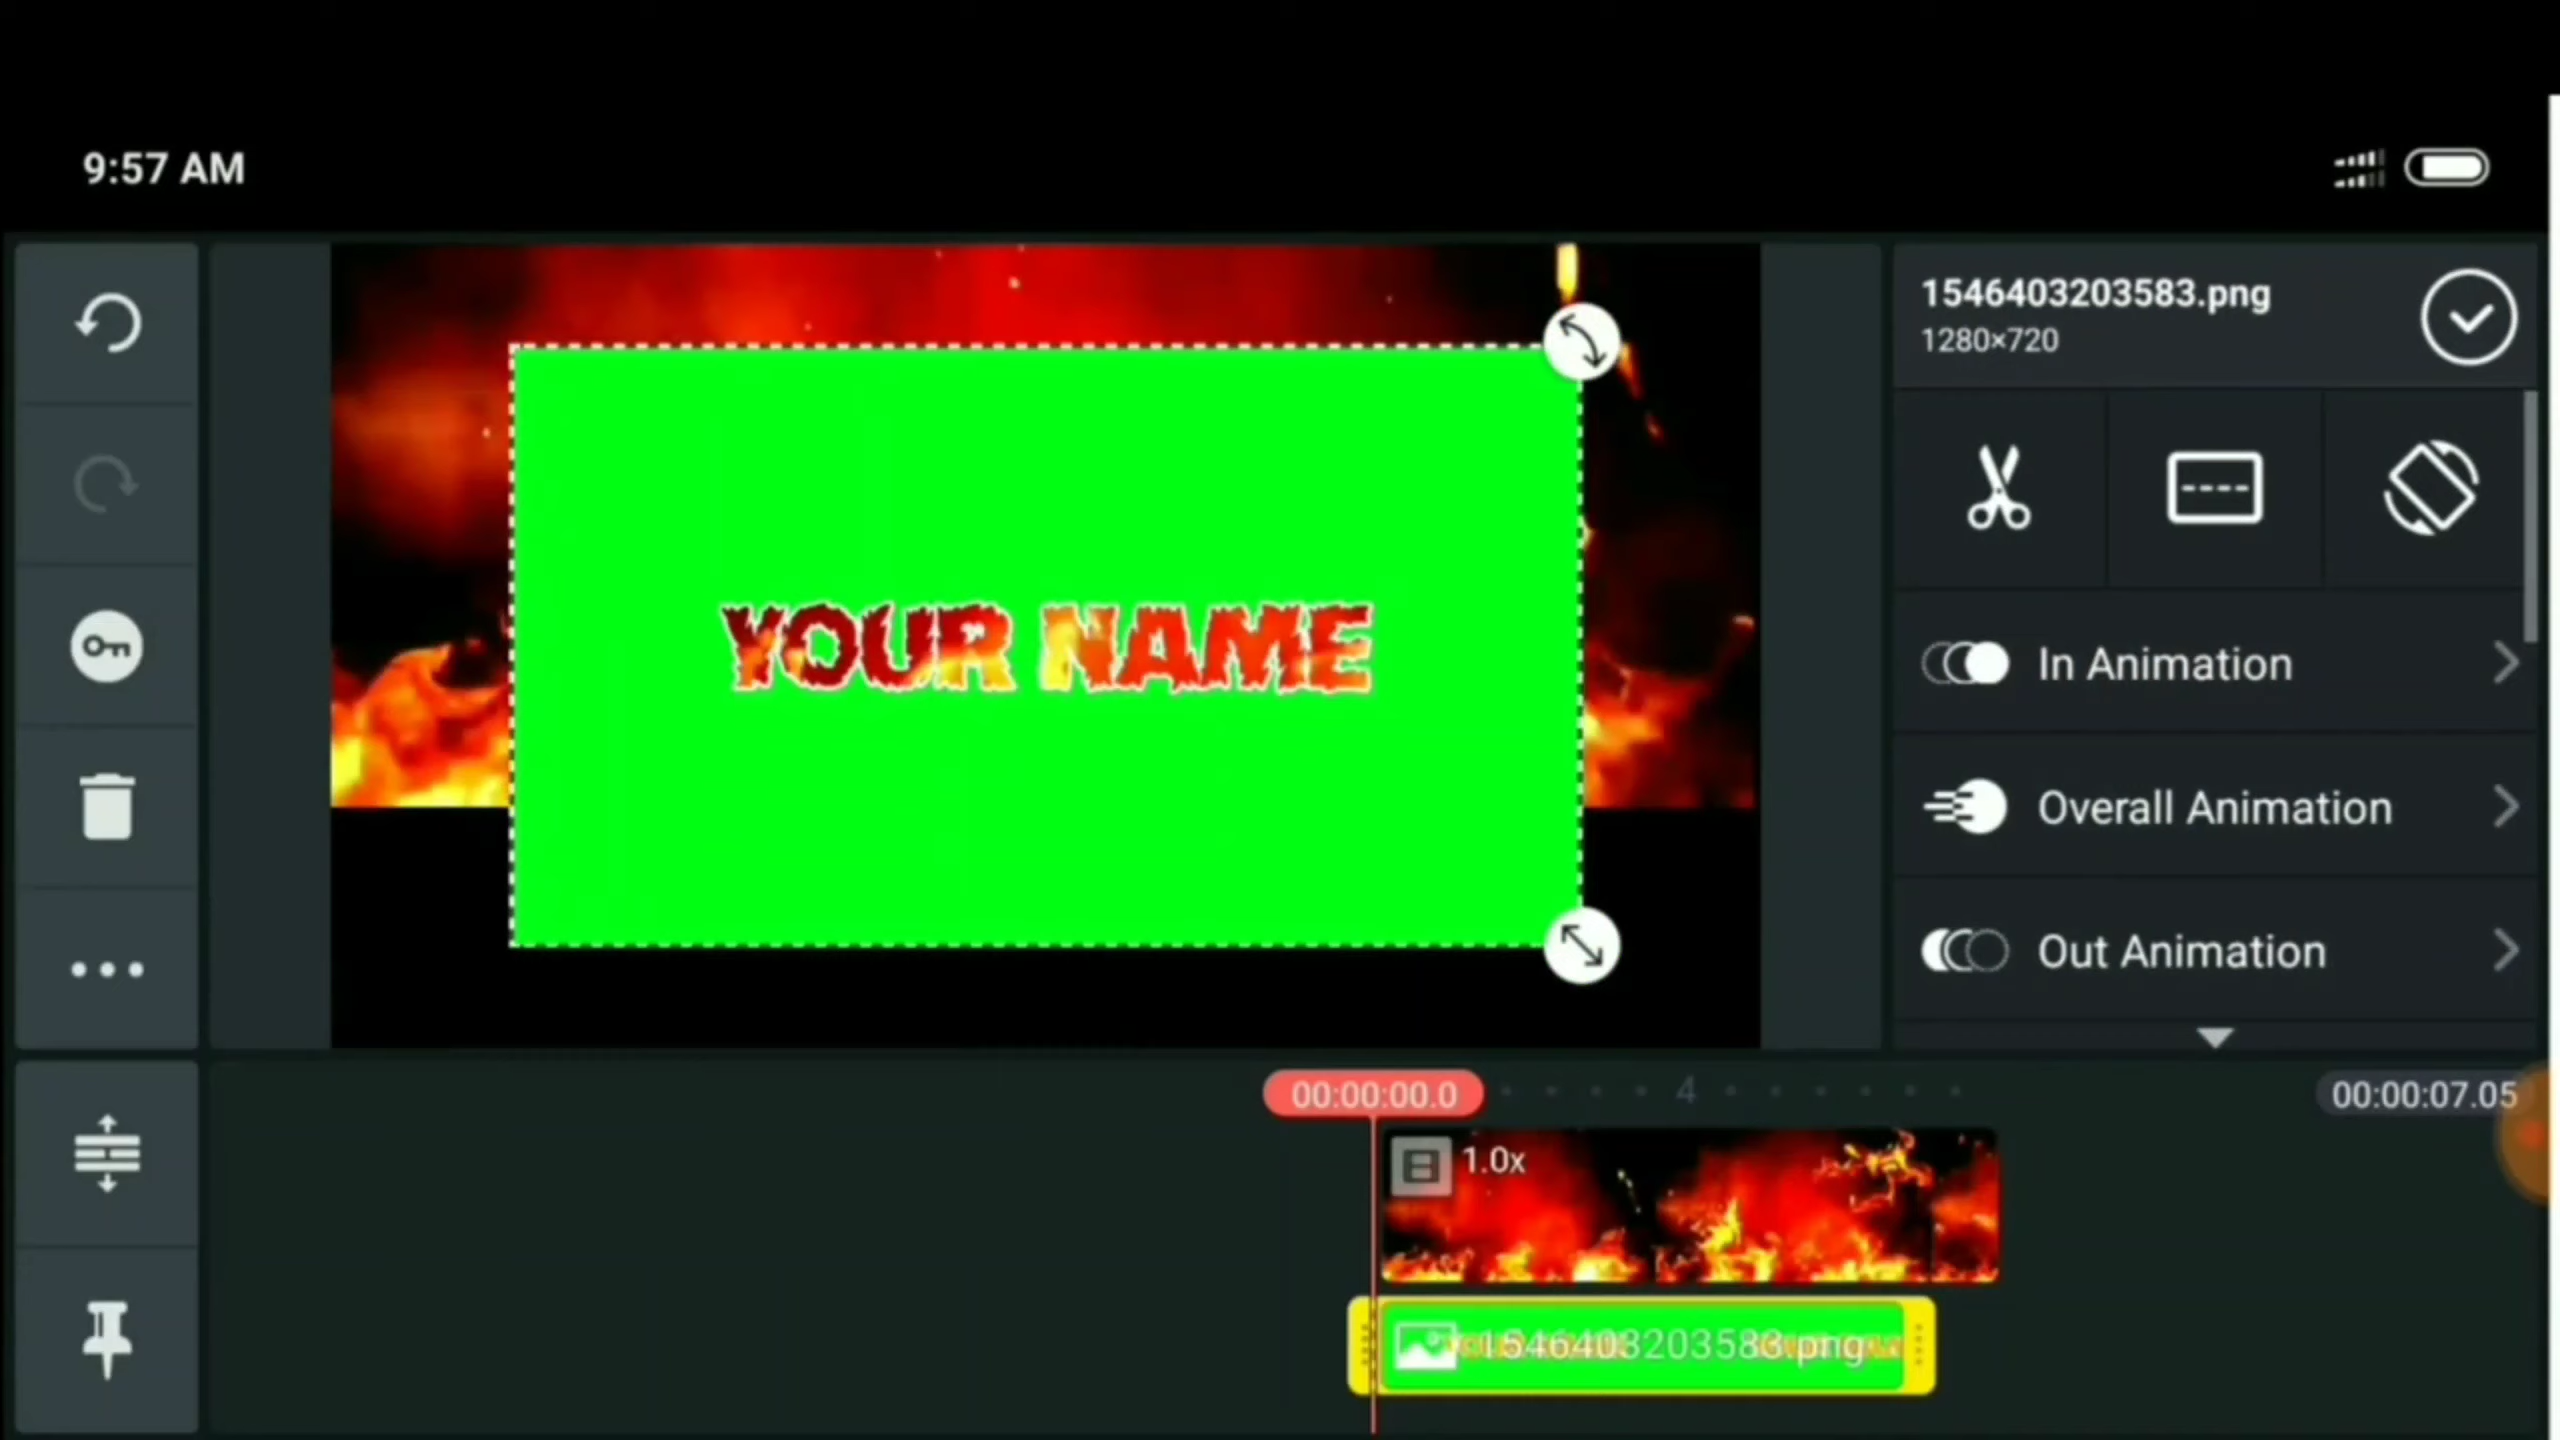 9:57 AM
1546403203583.png
1280×720
YOUR NAME
In Animation
Overall Animation
Out Animation
00:00:00.0
4
00:00:07.05
1.0x
1546403203583.png